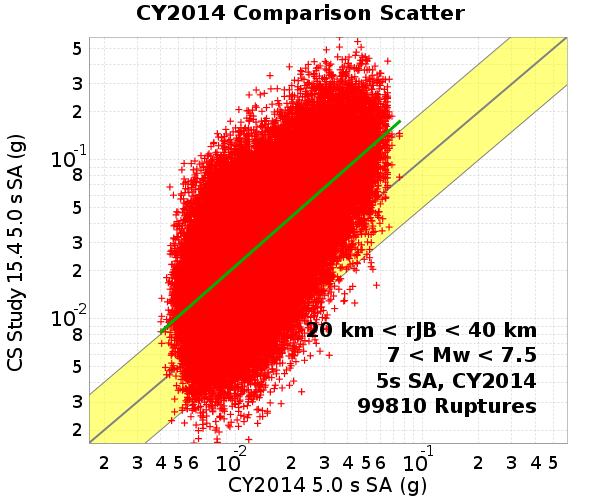 CY2014 Comparison Scatter
CS Study 15.4 5.0 s SA (g)
5
3
2
10-1
8
5
3
2
10-2
8
5
3
2
20 km < rJB < 40 km
7 < Mw < 7.5
5s SA, CY2014
99810 Ruptures
2 3 4 5 6 10-2 2 3 4 5 6 10-1 2 3 4 5
CY2014 5.0 s SA (g)